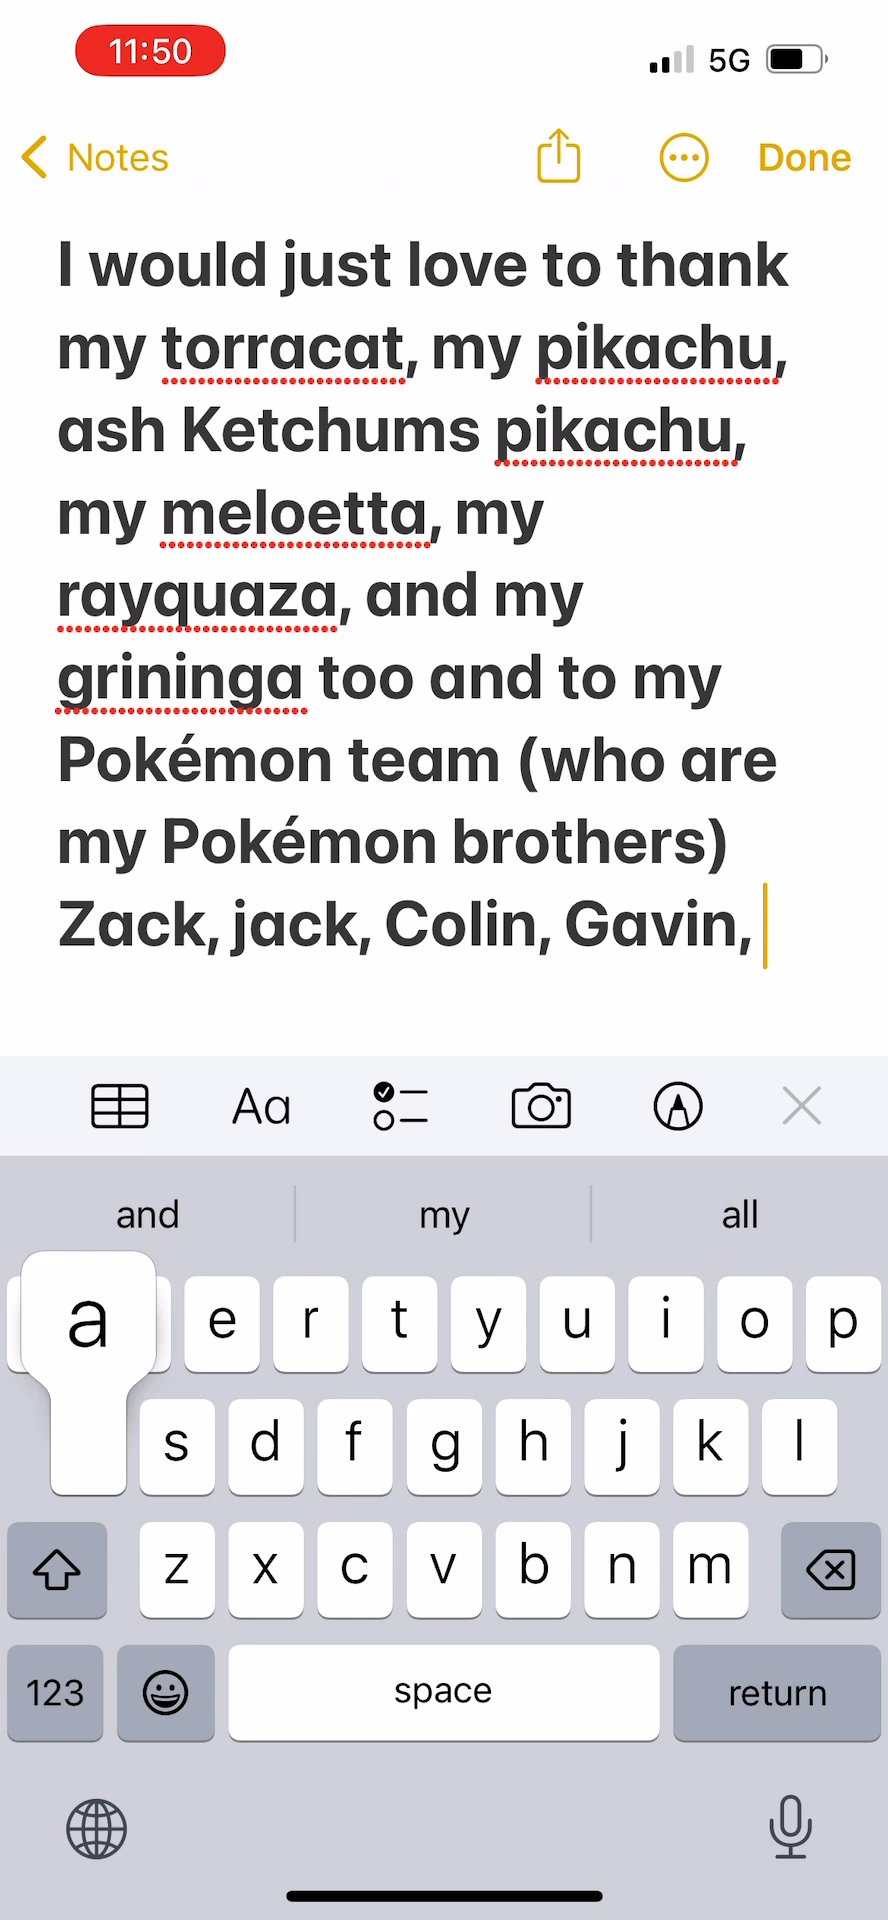 11:50 5G
Notes Done
I would just love to thank
my torracat, my pikachu,
ash Ketchums pikachu,
my meloetta, my
rayquaza, and my
grininga too and to my
Pokémon team (who are
my Pokémon brothers)
Zack, jack, Colin, Gavin,
Aa
and my all
a e r t y u i o p
s d f g h j k l
z x c v b n m
123 space return